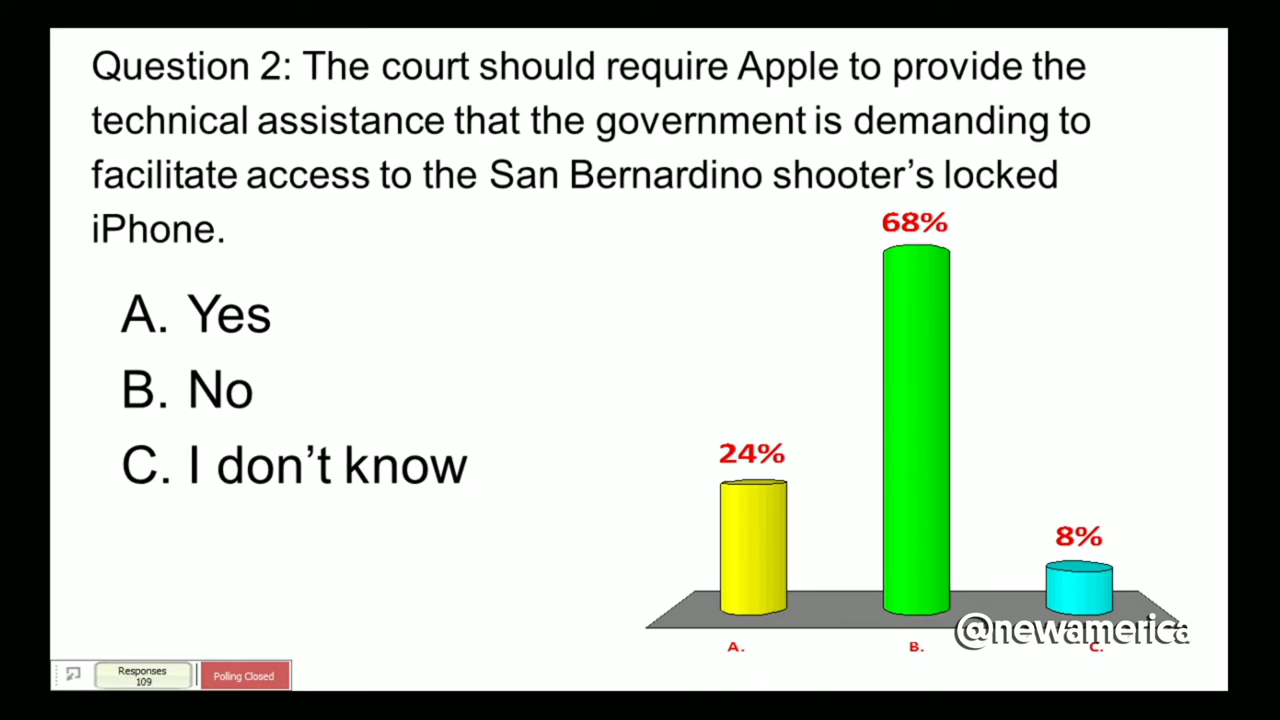 Question 2: The court should require Apple to provide the
technical assistance that the government is demanding to
facilitate access to the San Bernardino shooter’s locked
iPhone.
A. Yes
B. No
C. I don’t know
68%
24%
8%
A.
B.
C.
@newamerica
Responses
109
Polling Closed